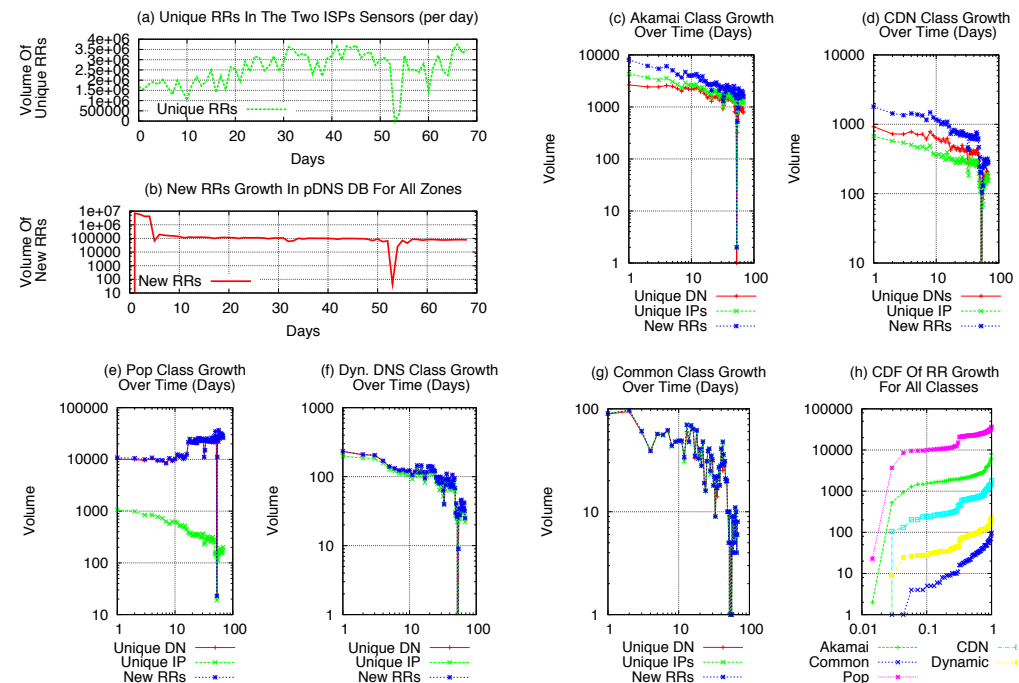 (a) Unique RRs In The Two ISPs Sensors (per day)
Volume Of
Unique RRs
4e+06
3.5e+06
3e+06
2.5e+06
2e+06
1.5e+06
1e+06
500000
0
Unique RRs
0 10 20 30 40 50 60 70
Days
(b) New RRs Growth In pDNS DB For All Zones
Volume Of
New RRs
1e+07
1e+06
100000
10000
1000
100
10
New RRs
0 10 20 30 40 50 60 70
Days
(c) Akamai Class Growth
Over Time (Days)
Volume
10000
1000
100
10
1
1 10 100
Unique DN
Unique IPs
New RRs
(d) CDN Class Growth
Over Time (Days)
Volume
10000
1000
100
10
1 10 100
Unique DNs
Unique IP
New RRs
(e) Pop Class Growth
Over Time (Days)
Volume
100000
10000
1000
100
10
1 10 100
Unique DN
Unique IP
New RRs
(f) Dyn. DNS Class Growth
Over Time (Days)
Volume
1000
100
10
1
1 10 100
Unique DN
Unique IP
New RRs
(g) Common Class Growth
Over Time (Days)
Volume
100
10
1
1 10 100
Unique DN
Unique IPs
New RRs
(h) CDF Of RR Growth
For All Classes
Volume
100000
10000
1000
100
10
1
0.01 0.1 1
Akamai
Common
Pop
CDN
Dynamic